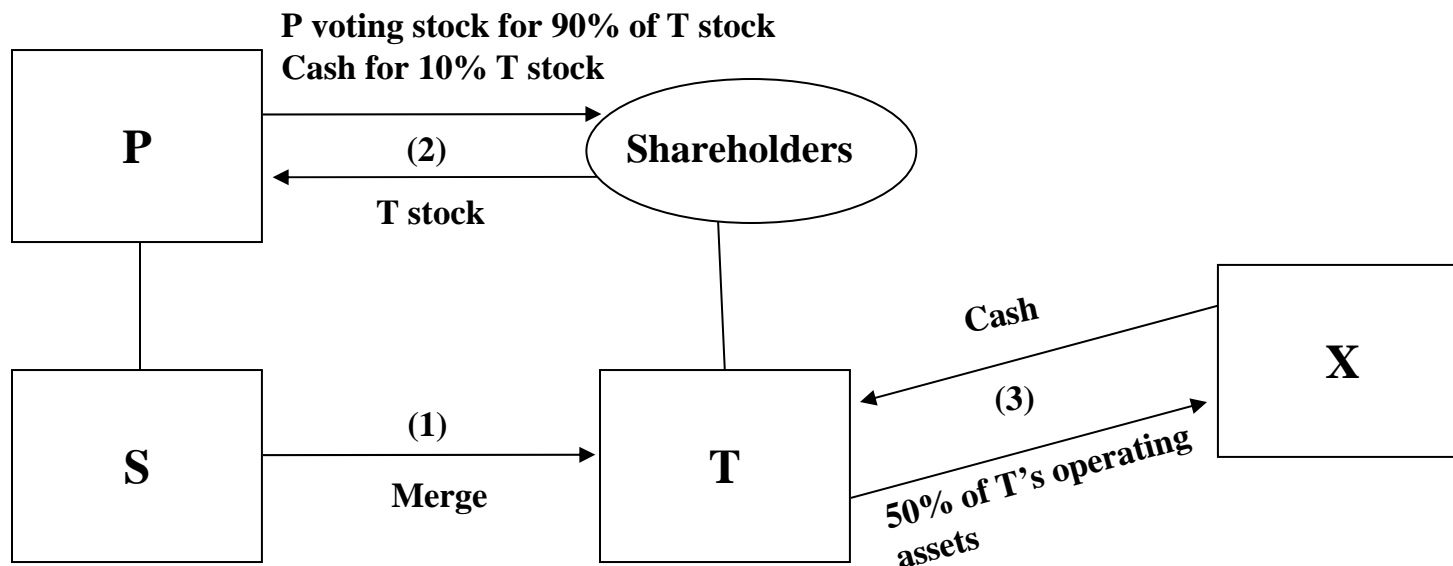 P voting stock for 90% of T stock
Cash for 10% T stock
P
(2)
Shareholders
T stock
Cash
X
(3)
(1)
S
T
Merge
50% of T’s operating
assets